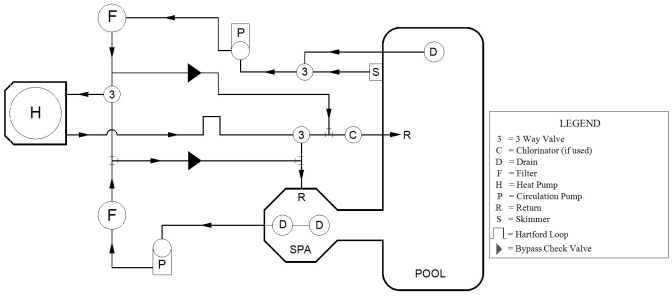 F
P
D
3
S
H
3
3
C
R
F
R
D
D
SPA
P
POOL
LEGEND
3 = 3 Way Valve
C = Chlorinator (if used)
D = Drain
F = Filter
H = Heat Pump
P = Circulation Pump
R = Return
S = Skimmer
= Hartford Loop
= Bypass Check Valve